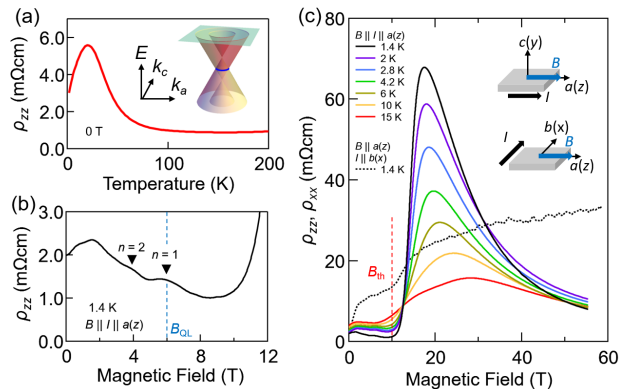 (a)
6.0
4.0
2.0
0
ρzz (mΩcm)
0 T
E
kc
ka
0
100
200
Temperature (K)
(b)
3.0
2.0
1.0
0
ρzz (mΩcm)
n = 2
n = 1
1.4 K
B || I || a(z)
BQL
0
4
8
12
Magnetic Field (T)
(c)
80
60
40
20
0
ρzz, ρxx (mΩcm)
B || I || a(z)
1.4 K
2 K
2.8 K
4.2 K
6 K
10 K
15 K
B || a(z)
I || b(x)
1.4 K
Bth
c(y)
B
a(z)
I
I
b(x)
B
a(z)
0
20
40
60
Magnetic Field (T)